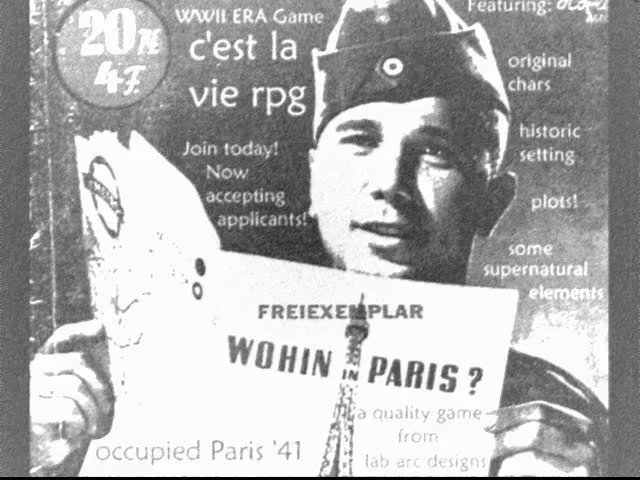 20
4F.
WWII ERA Game
c'est la
vie rpg
Join today!
Now
accepting
applicants!
Featuring:
original
chars
historic
setting
plots!
some
supernatural
elements
FREIEXEMPLAR
WOHIN IN PARIS?
a quality game
from
lab arc designs
occupied Paris '41